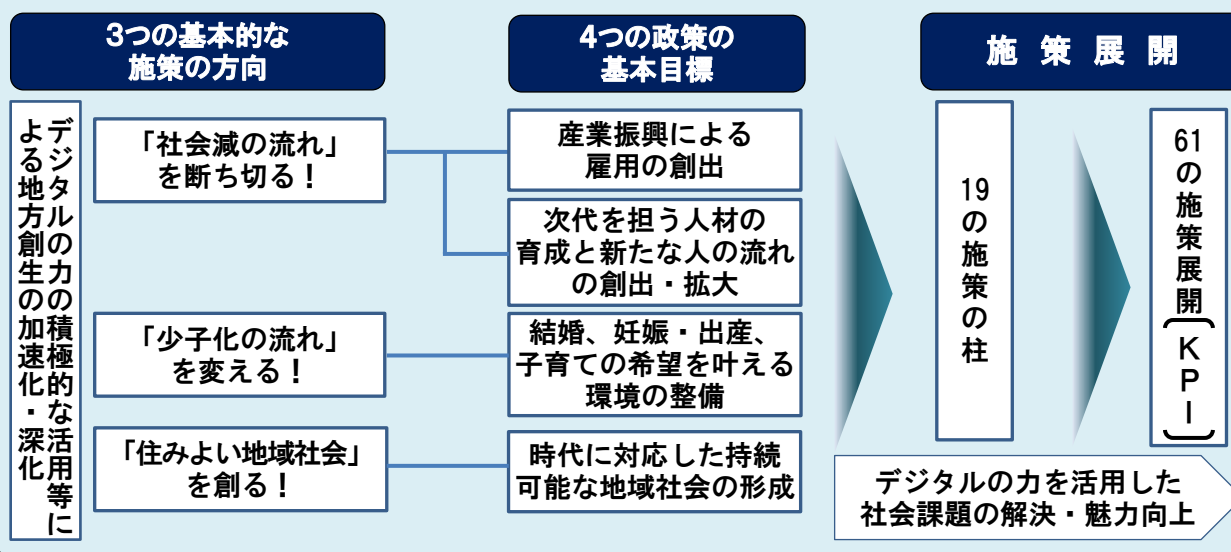 3つの基本的な
施策の方向
4つの政策の
基本目標
施策展開
デジタルの力の積極的な活用等に
よる地方創生の加速化・深化
「社会減の流れ」
を断ち切る！
「少子化の流れ」
を変える！
「住みよい地域社会」
を創る！
産業振興による
雇用の創出
次代を担う人材の
育成と新たな人の流れ
の創出・拡大
結婚、妊娠・出産、
子育ての希望を叶える
環境の整備
時代に対応した持続
可能な地域社会の形成
19の施策の柱
61の施策展開（KPI）
デジタルの力を活用した
社会課題の解決・魅力向上